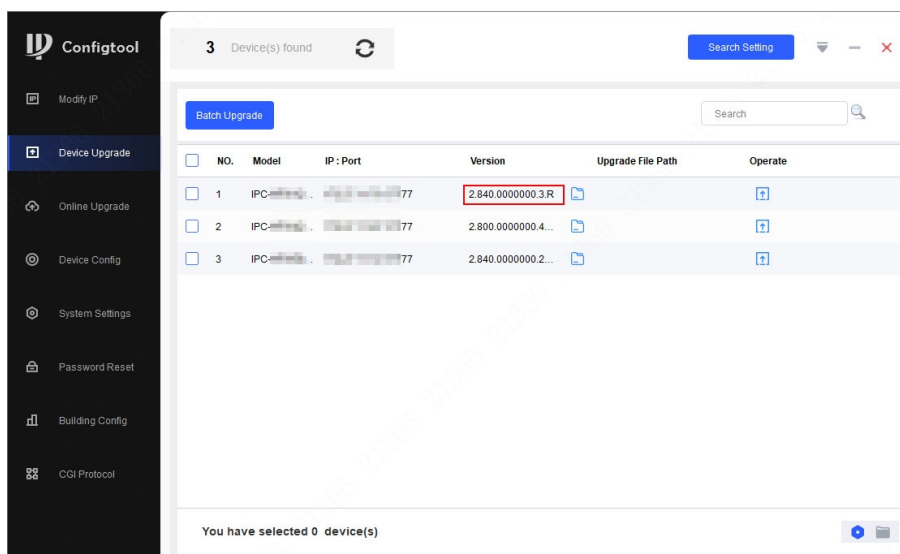 Configtool
3 Device(s) found
Search Setting
Modify IP
Device Upgrade
Online Upgrade
Device Config
System Settings
Password Reset
Building Config
CGI Protocol
Batch Upgrade
Search
NO. Model IP : Port Version Upgrade File Path Operate
1 IPC- . 77 2.840.0000000.3.R
2 IPC- . 77 2.800.0000000.4...
3 IPC- . 77 2.840.0000000.2...
You have selected 0 device(s)
21366 21366 21366